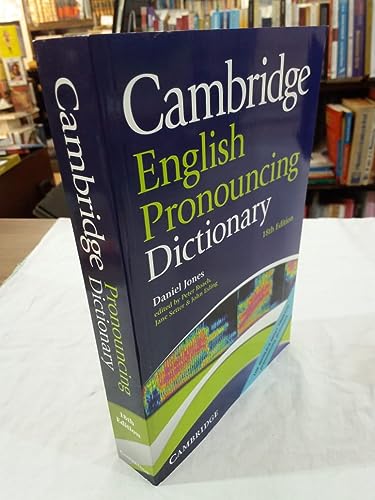 Cambridge
English
Pronouncing
Dictionary
18th Edition
Daniel Jones
edited by Peter Roach,
Jane Setter & John Esling
CAMBRIDGE
Cambridge
Pronouncing
Dictionary
18th
Edition